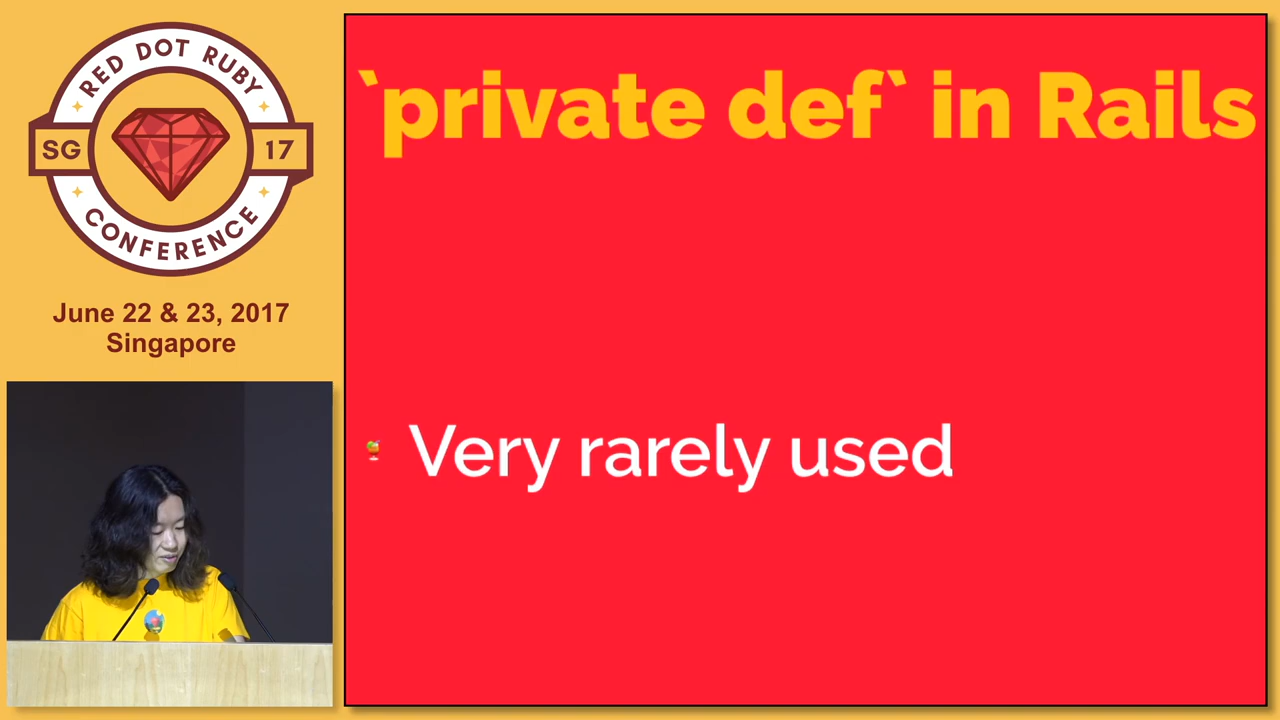 RED DOT RUBY
SG
17
CONFERENCE
June 22 & 23, 2017
Singapore
`private def` in Rails
Very rarely used